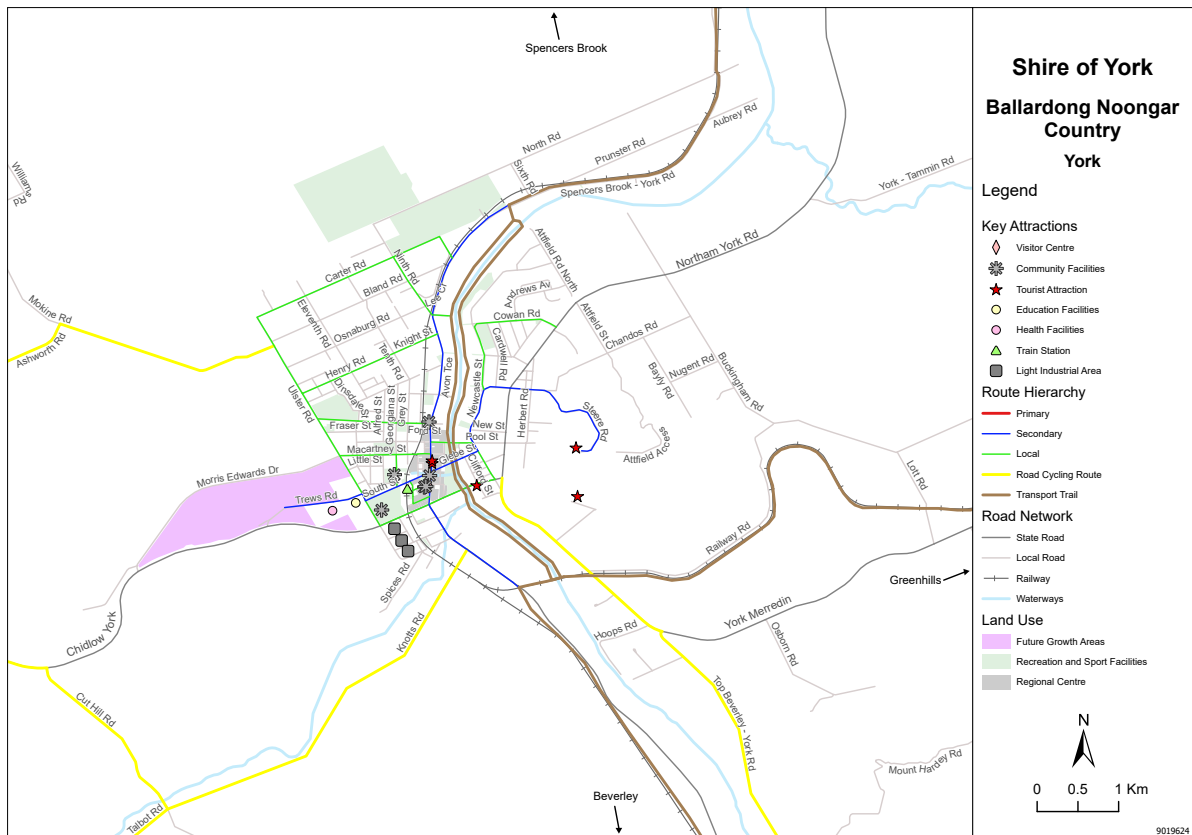 Spencers Brook
North Rd
Aubrey Rd
Prunster Rd
Sixth Rd
Williams Rd
York - Tammin Rd
Spencers Brook - York Rd
Attfield Rd North
Northam York Rd
Ninth Rd
Carter Rd
Bland Rd
Lee Cr
Andrews Av
Eleventh Rd
Mokine Rd
Osnaburg Rd
Cowan Rd
Attfield St
Ashworth Rd
Knight St
Chandos Rd
Cardwell Rd
Henry Rd
Tenth Rd
Avon Tce
Nugent Rd
Bayly Rd
Buckingham Rd
Dinsdale St
Newcastle St
Ulster Rd
Alfred St
Georgiana St
Grey St
Herbert Rd
Steere Rd
Fraser St
Ford St
New St
Pool St
Macartney St
Glebe St
Attfield Access
Little St
Lott Rd
Morris Edwards Dr
South St
Clifford St
Trews Rd
Railway Rd
Greenhills
Spices Rd
York Merredin
Chidlow York
Knotts Rd
Hoops Rd
Osborn Rd
Cut Hill Rd
Top Beverley - York Rd
Mount Hardey Rd
Talbot Rd
Beverley
Shire of York
Ballardong Noongar
Country
York
Legend
Key Attractions
Visitor Centre
Community Facilities
Tourist Attraction
Education Facilities
Health Facilities
Train Station
Light Industrial Area
Route Hierarchy
Primary
Secondary
Local
Road Cycling Route
Transport Trail
Road Network
State Road
Local Road
Railway
Waterways
Land Use
Future Growth Areas
Recreation and Sport Facilities
Regional Centre
N
0 0.5 1 Km
9019624